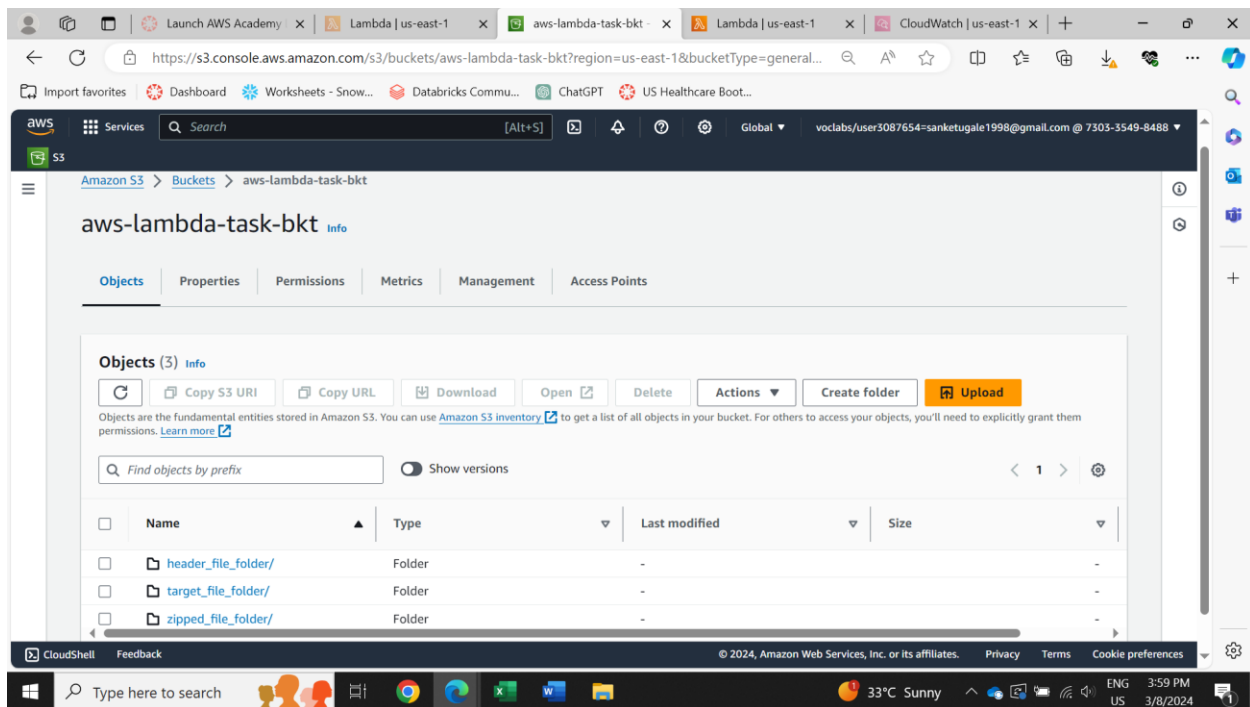 Launch AWS Academy
Lambda | us-east-1
aws-lambda-task-bkt -
Lambda | us-east-1
CloudWatch | us-east-1
https://s3.console.aws.amazon.com/s3/buckets/aws-lambda-task-bkt?region=us-east-1&bucketType=general...
Import favorites Dashboard Worksheets - Snow... Databricks Commu... ChatGPT US Healthcare Boot...
aws Services Search [Alt+S] Global voclabs/user3087654=sanketugale1998@gmail.com @ 7303-3549-8488
S3
Amazon S3 > Buckets > aws-lambda-task-bkt
aws-lambda-task-bkt Info
Objects Properties Permissions Metrics Management Access Points
Objects (3) Info
Copy S3 URI Copy URL Download Open Delete Actions Create folder Upload
Objects are the fundamental entities stored in Amazon S3. You can use Amazon S3 inventory to get a list of all objects in your bucket. For others to access your objects, you'll need to explicitly grant them
permissions. Learn more
Find objects by prefix Show versions 1
Name Type Last modified Size
header_file_folder/ Folder - -
target_file_folder/ Folder - -
zipped_file_folder/ Folder - -
CloudShell Feedback © 2024, Amazon Web Services, Inc. or its affiliates. Privacy Terms Cookie preferences
Type here to search 33°C Sunny ENG US 3:59 PM 3/8/2024